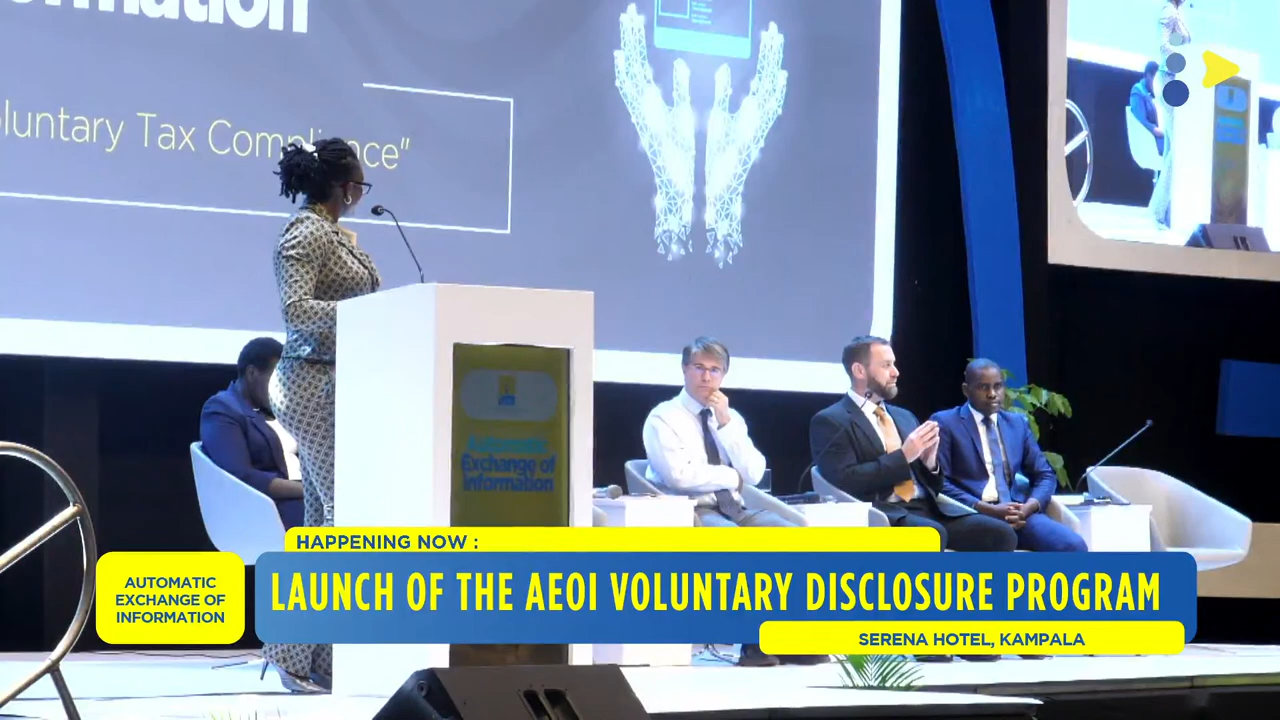 Tax Compliance"
Automatic
Exchange of
Information
HAPPENING NOW :
AUTOMATIC
EXCHANGE OF
INFORMATION
LAUNCH OF THE AEOI VOLUNTARY DISCLOSURE PROGRAM
SERENA HOTEL, KAMPALA